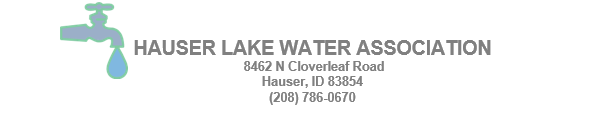 HAUSER LAKE WATER ASSOCIATION
8462 N Cloverleaf Road
Hauser, ID 83854
(208) 786-0670